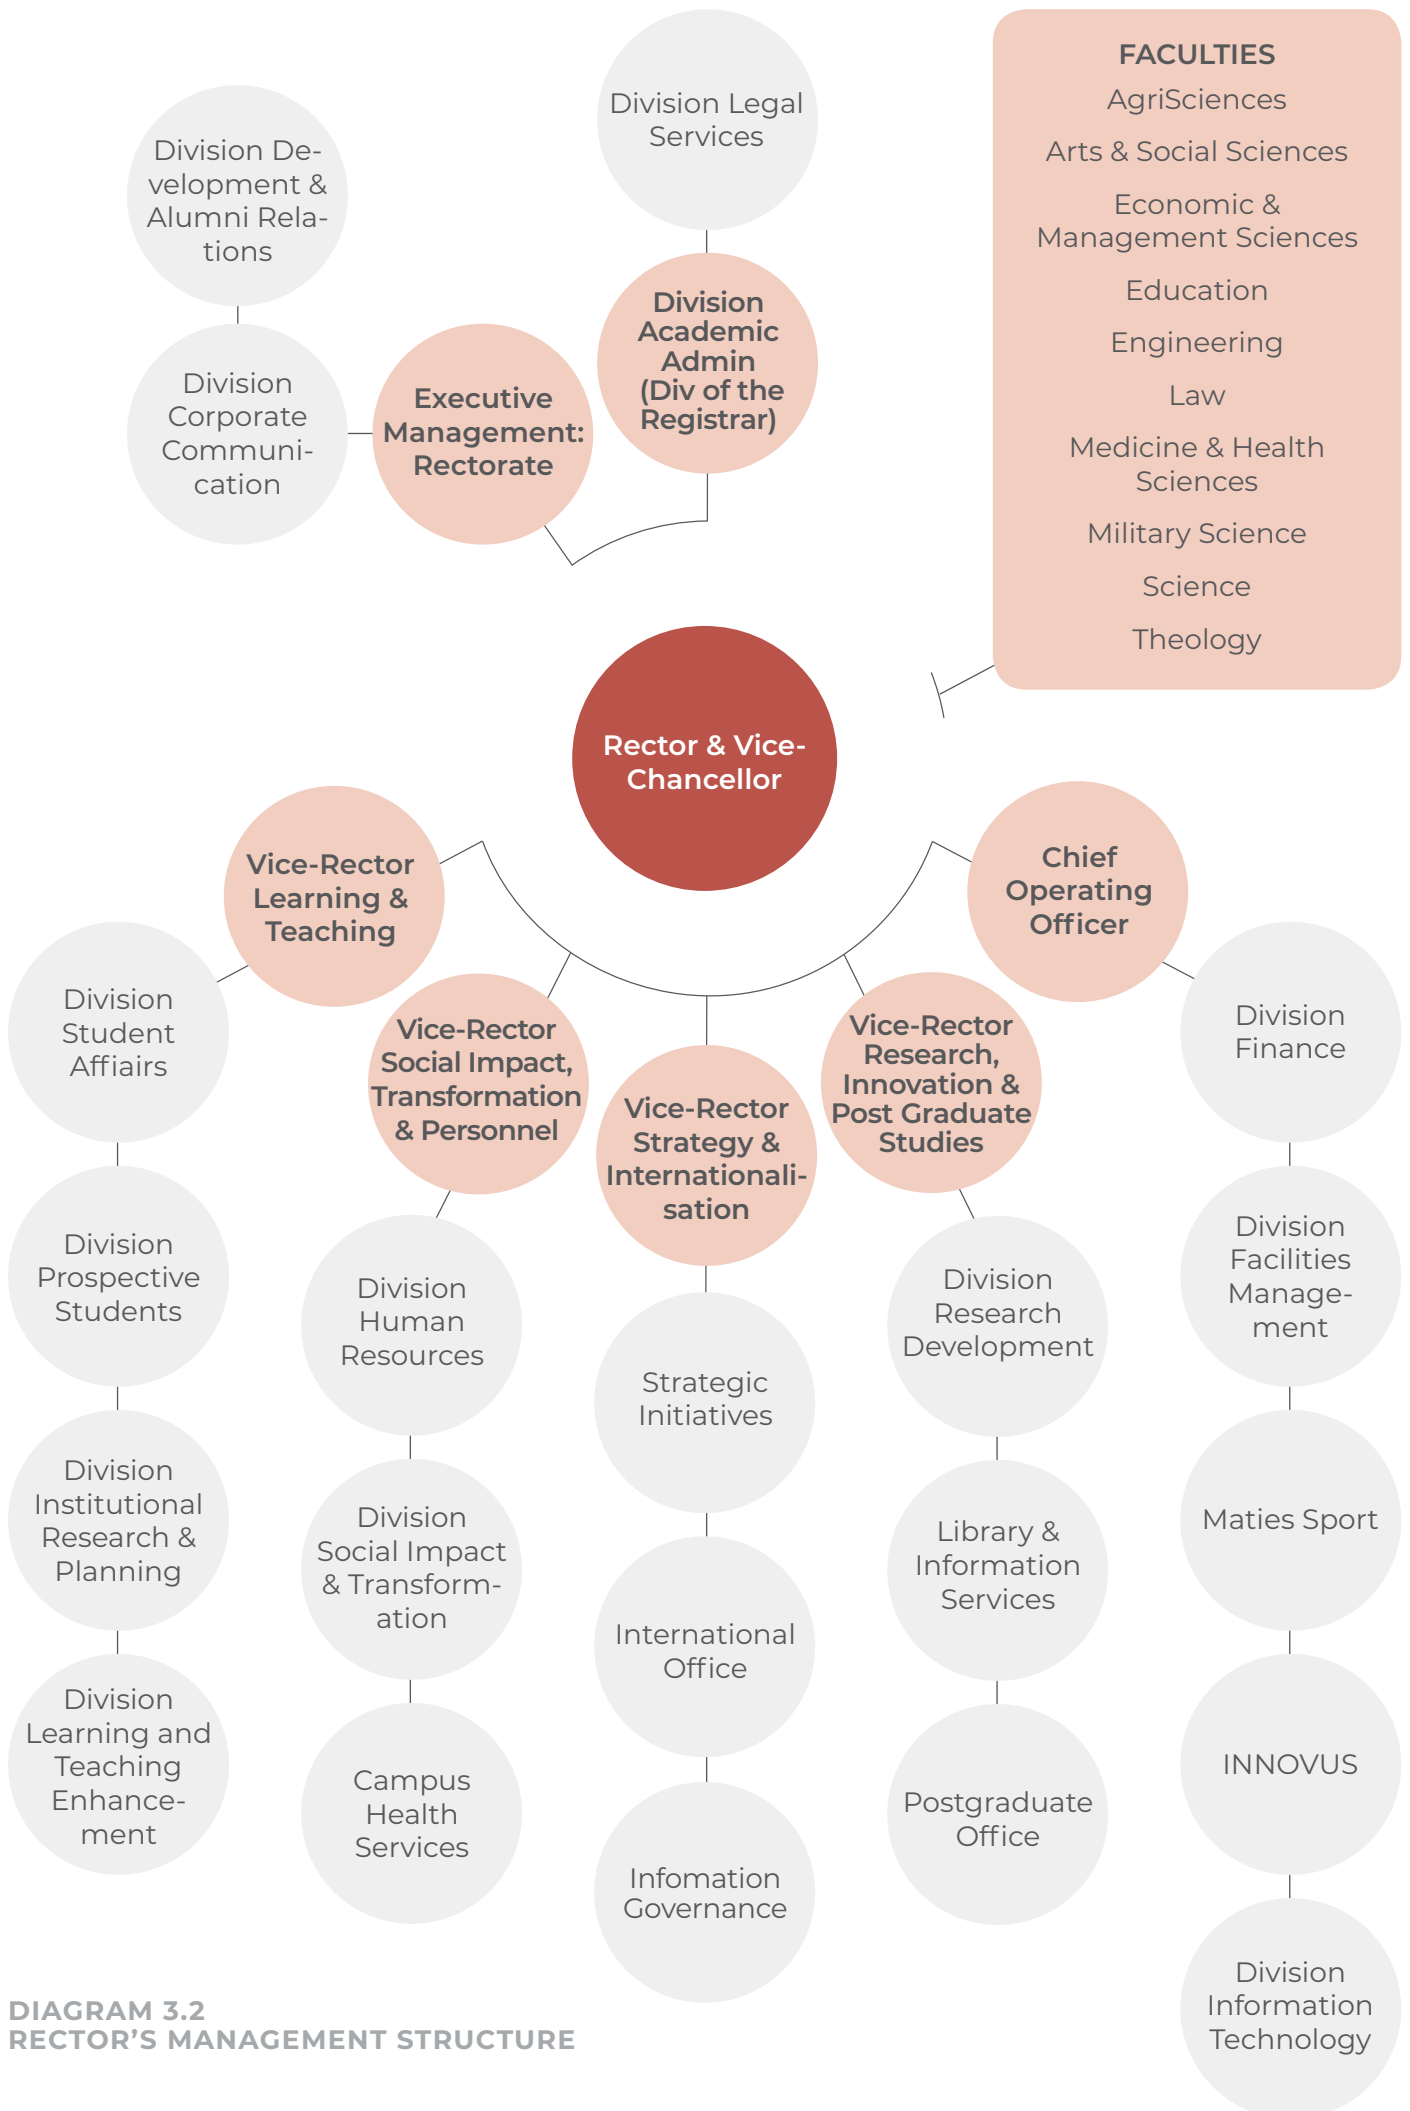 Division Legal
Services
Division De-
velopment &
Alumni Rela-
tions
Division
Academic
Admin
(Div of the
Registrar)
Division
Corporate
Communi-
cation
Executive
Management:
Rectorate
FACULTIES
AgriSciences
Arts & Social Sciences
Economic &
Management Sciences
Education
Engineering
Law
Medicine & Health
Sciences
Military Science
Science
Theology
Rector & Vice-
Chancellor
Vice-Rector
Learning &
Teaching
Division
Student
Affiairs
Division
Prospective
Students
Division
Institutional
Research &
Planning
Division
Learning and
Teaching
Enhance-
ment
Vice-Rector
Social Impact,
Transformation
& Personnel
Division
Human
Resources
Division
Social Impact
& Transform-
ation
Campus
Health
Services
Vice-Rector
Strategy &
Internationali-
sation
Strategic
Initiatives
International
Office
Infomation
Governance
Vice-Rector
Research,
Innovation &
Post Graduate
Studies
Division
Research
Development
Library &
Information
Services
Postgraduate
Office
Chief
Operating
Officer
Division
Finance
Division
Facilities
Manage-
ment
Maties Sport
INNOVUS
Division
Information
Technology
DIAGRAM 3.2
RECTOR’S MANAGEMENT STRUCTURE